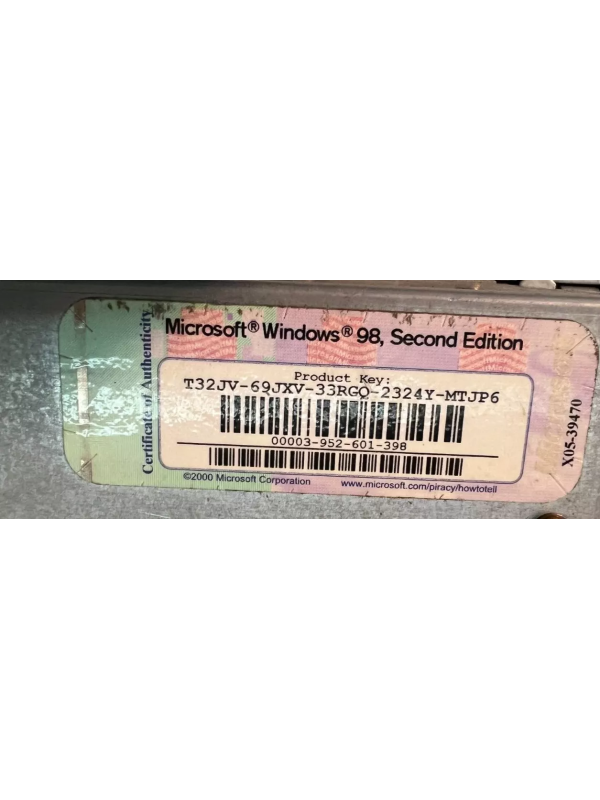 Microsoft® Windows® 98, Second Edition
Product Key:
T32JV-69JXV-33RGQ-2324Y-MTJP6
00003-952-601-398
©2000 Microsoft Corporation
www.microsoft.com/piracy/howtotell
Certificate of Authenticity
X05-39470